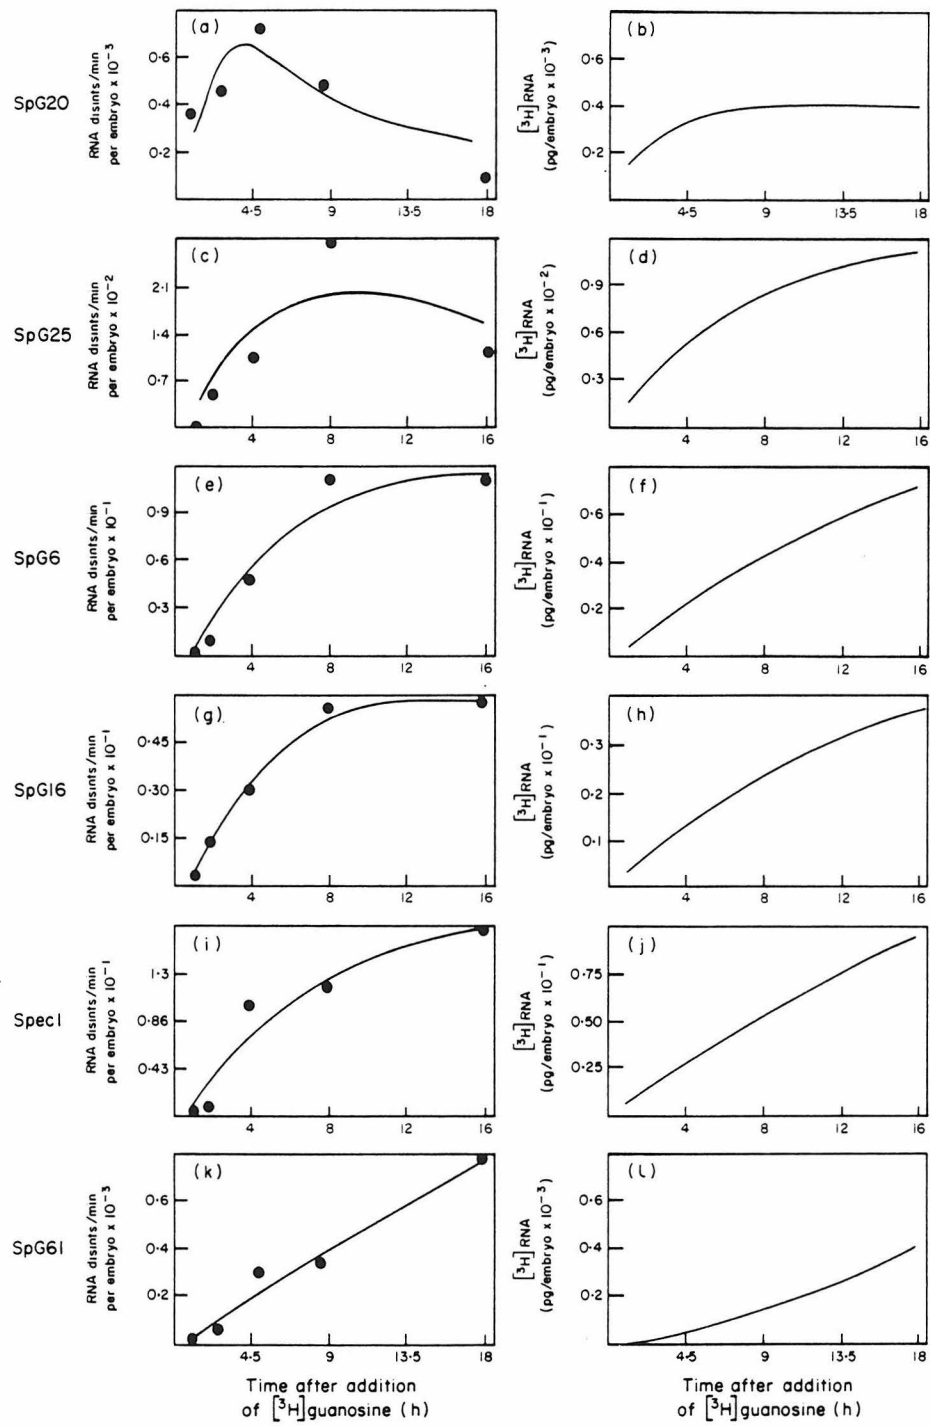 SpG20
RNA disints/min
per embryo x 10⁻³
(a)
0·6
0·4
0·2
4·5 9 13·5 18
[³H]RNA
(pg/embryo x 10⁻³)
(b)
0·6
0·4
0·2
4·5 9 13·5 18
SpG25
RNA disints/min
per embryo x 10⁻²
(c)
2·1
1·4
0·7
4 8 12 16
[³H]RNA
(pg/embryo x 10⁻²)
(d)
0·9
0·6
0·3
4 8 12 16
SpG6
RNA disints/min
per embryo x 10⁻¹
(e)
0·9
0·6
0·3
4 8 12 16
[³H]RNA
(pg/embryo x 10⁻¹)
(f)
0·6
0·4
0·2
4 8 12 16
SpG16
RNA disints/min
per embryo x 10⁻¹
(g)
0·45
0·30
0·15
4 8 12 16
[³H]RNA
(pg/embryo x 10⁻¹)
(h)
0·3
0·2
0·1
4 8 12 16
Spec1
RNA disints/min
per embryo x 10⁻¹
(i)
1·3
0·86
0·43
4 8 12 16
[³H]RNA
(pg/embryo x 10⁻¹)
(j)
0·75
0·50
0·25
4 8 12 16
SpG61
RNA disints/min
per embryo x 10⁻³
(k)
0·6
0·4
0·2
4·5 9 13·5 18
[³H]RNA
(pg/embryo x 10⁻³)
(l)
0·6
0·4
0·2
4·5 9 13·5 18
Time after addition
of [³H]guanosine (h)
Time after addition
of [³H]guanosine (h)